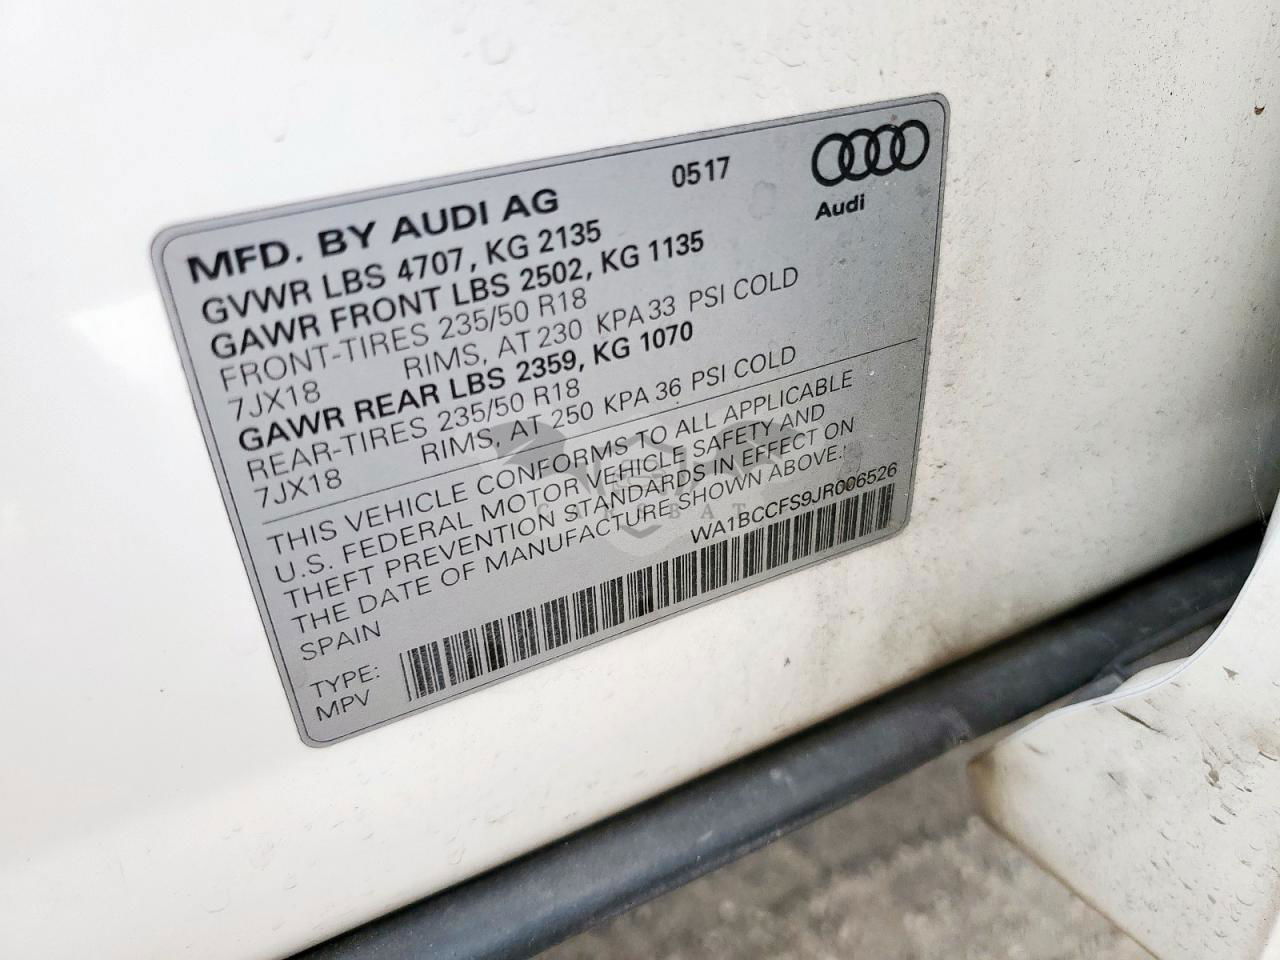 0517
Audi
MFD. BY AUDI AG
GVWR LBS 4707, KG 2135
GAWR FRONT LBS 2502, KG 1135
FRONT-TIRES 235/50 R18
7JX18 RIMS, AT 230 KPA 33 PSI COLD
GAWR REAR LBS 2359, KG 1070
REAR-TIRES 235/50 R18
7JX18 RIMS, AT 250 KPA 36 PSI COLD
THIS VEHICLE CONFORMS TO ALL APPLICABLE
U.S. FEDERAL MOTOR VEHICLE SAFETY AND
THEFT PREVENTION STANDARDS IN EFFECT ON
THE DATE OF MANUFACTURE SHOWN ABOVE.
SPAIN
WA1BCCFS9JR006526
TYPE:
MPV
CAROBAT